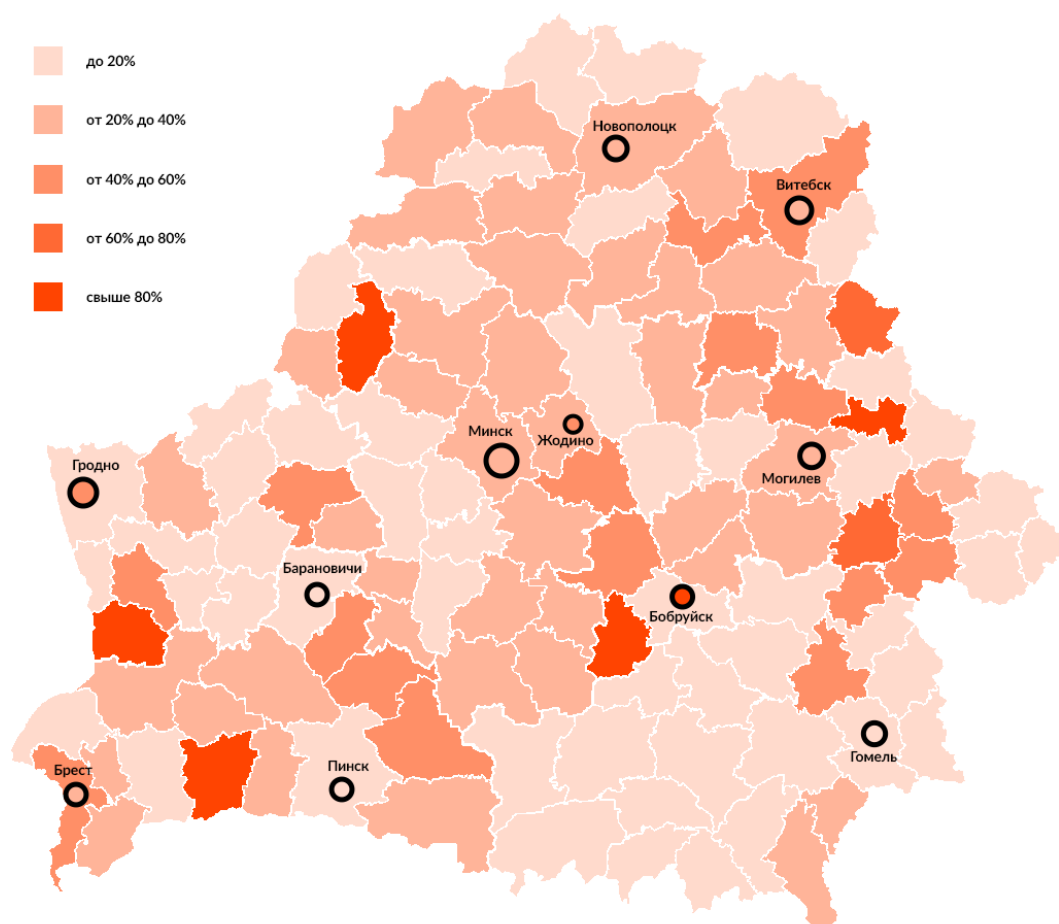 до 20%
от 20% до 40%
от 40% до 60%
от 60% до 80%
свыше 80%
Новополоцк
Витебск
Минск
Жодино
Гродно
Могилев
Барановичи
Бобруйск
Гомель
Брест
Пинск